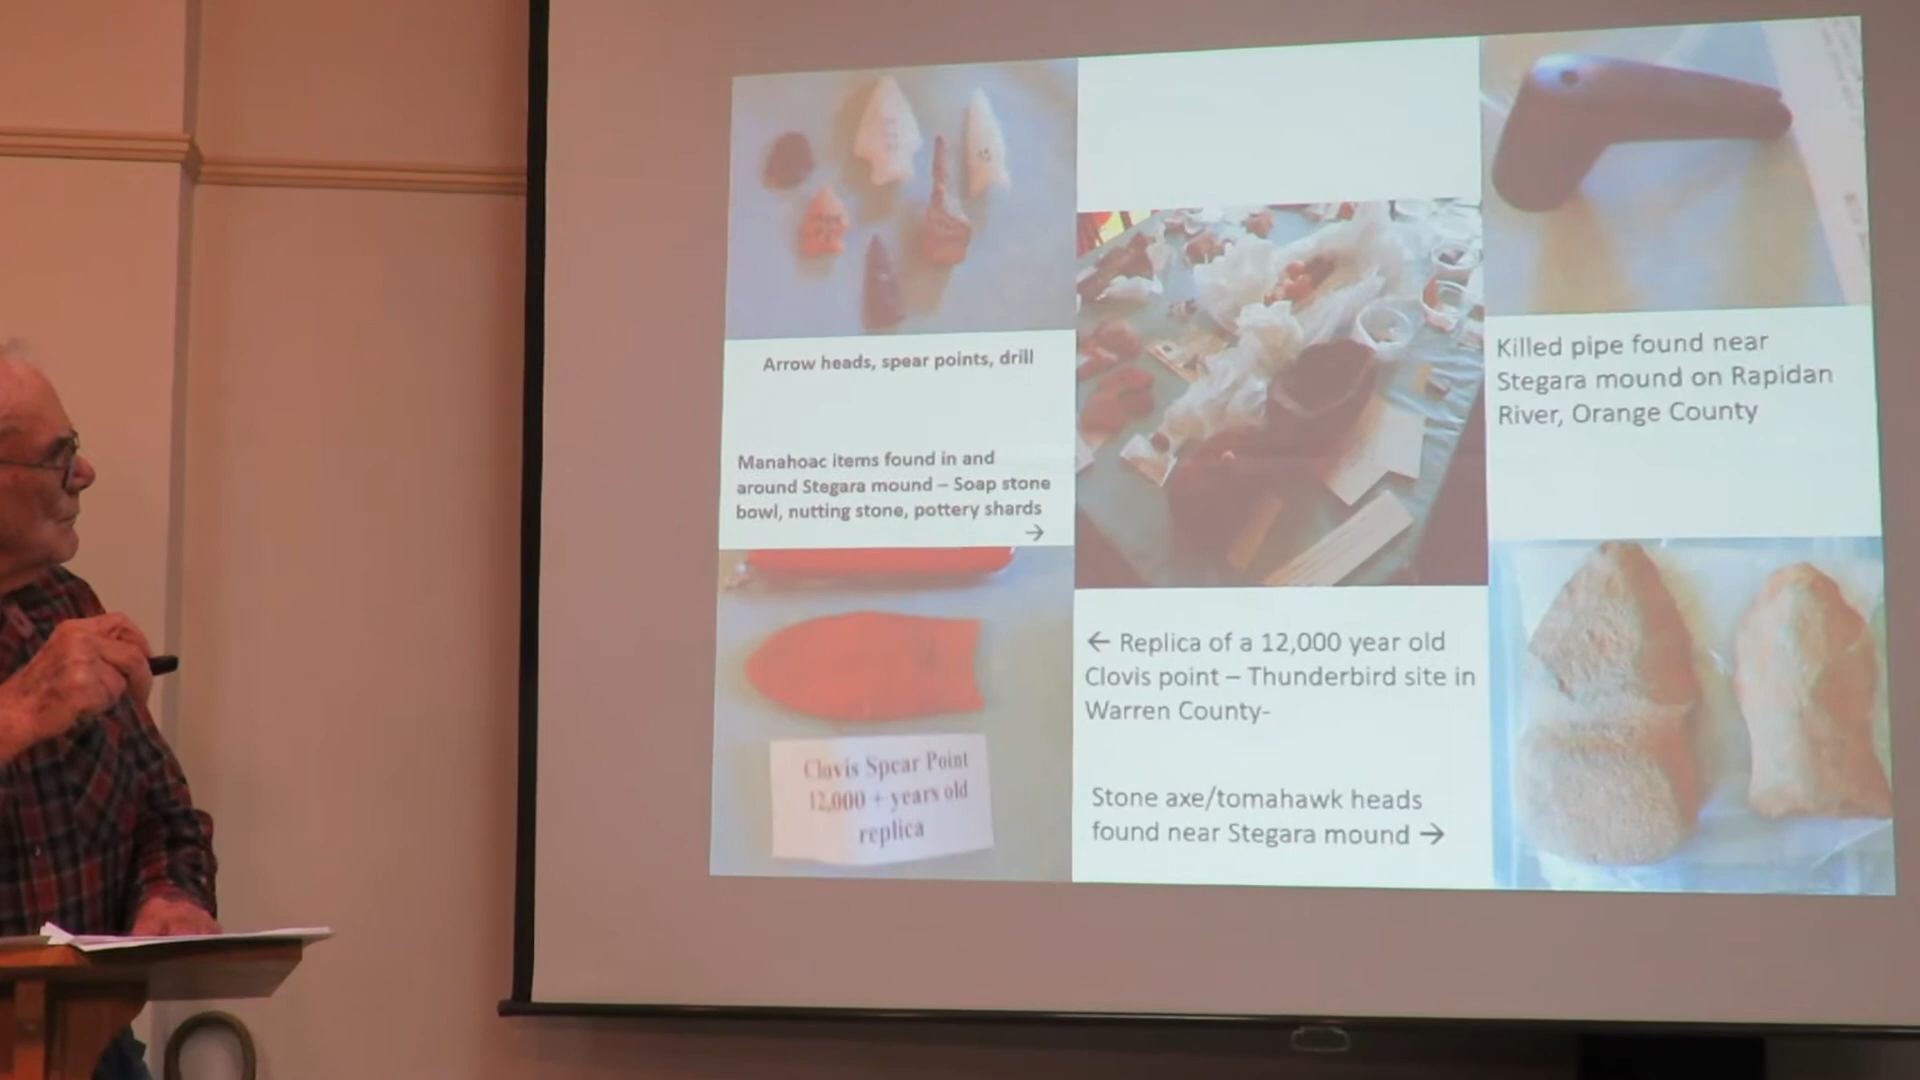 Arrow heads, spear points, drill
Manahoac items found in and
around Stegara mound – Soap stone
bowl, nutting stone, pottery shards
→
Clovis Spear Point
12,000 + years old
replica
← Replica of a 12,000 year old
Clovis point – Thunderbird site in
Warren County-
Stone axe/tomahawk heads
found near Stegara mound →
Killed pipe found near
Stegara mound on Rapidan
River, Orange County